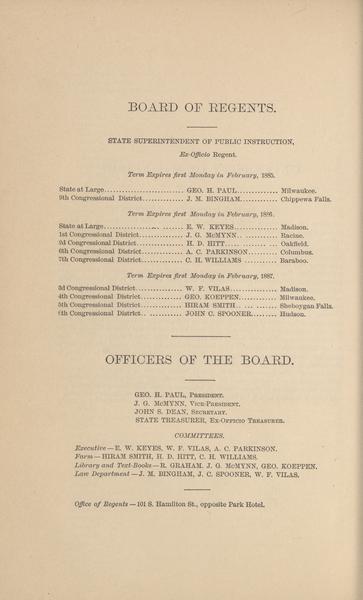 BOARD OF REGENTS.
STATE SUPERINTENDENT OF PUBLIC INSTRUCTION,
Ex-Officio Regent.
Term Expires first Monday in February, 1885.
State at Large.......................... GEO. H. PAUL............. Milwaukee.
9th Congressional District.............. J. M. BINGHAM............ Chippewa Falls.
Term Expires first Monday in February, 1886.
State at Large.......................... E. W. KEYES.............. Madison.
1st Congressional District.............. J. G. McMYNN............. Racine.
2d Congressional District............... H. D. HITT............... Oakfield.
6th Congressional District.............. A. C. PARKINSON.......... Columbus.
7th Congressional District.............. C. H. WILLIAMS .......... Baraboo.
Term Expires first Monday in February, 1887.
3d Congressional District............... W. F. VILAS.............. Madison.
4th Congressional District.............. GEO. KOEPPEN............. Milwaukee.
5th Congressional District.............. HIRAM SMITH.............. Sheboygan Falls.
8th Congressional District.............. JOHN C. SPOONER.......... Hudson.
OFFICERS OF THE BOARD.
GEO. H. PAUL, PRESIDENT.
J. G. McMYNN, VICE-PRESIDENT.
JOHN S. DEAN, SECRETARY.
STATE TREASURER, EX-OFFICIO TREASURER.
COMMITTEES.
Executive — E. W. KEYES, W. F. VILAS, A. C. PARKINSON.
Farm — HIRAM SMITH, H. D. HITT, C. H. WILLIAMS.
Library and Text-Books — R. GRAHAM, J. G. McMYNN, GEO. KOEPPEN.
Law Department — J. M. BINGHAM, J. C. SPOONER, W. F. VILAS.
Office of Regents — 101 S. Hamilton St., opposite Park Hotel.